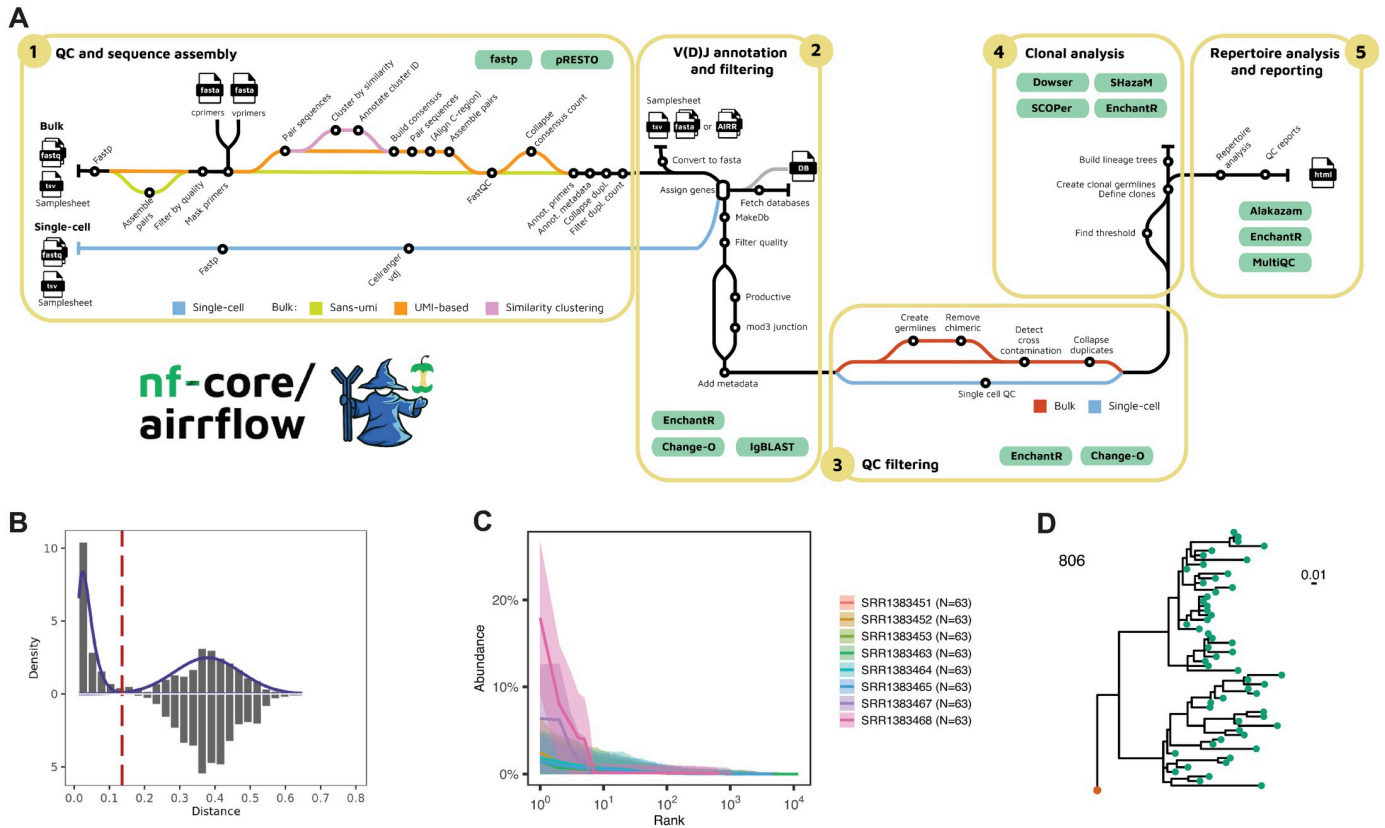 A
1
QC and sequence assembly
fastp
pRESTO
fasta
fasta
cprimers
vprimers
Bulk
fastq
tsv
Samplesheet
Fastp
Assemble
pairs
Filter by quality
Mask primers
Pair sequences
Cluster by similarity
Annotate cluster ID
Build consensus
Pair sequences
(Align C-region)
Assemble pairs
FastQC
Collapse
consensus count
Annot. primers
Annot. metadata
Collapse dupl.
Filter dupl. count
Single-cell
fastq
tsv
Samplesheet
Fastp
Cellranger
vdj
Single-cell
Bulk:
Sans-umi
UMI-based
Similarity clustering
V(D)J annotation
and filtering
2
Samplesheet
tsv
fasta
or
AIRR
Convert to fasta
Assign genes
DB
Fetch databases
MakeDb
Filter quality
Productive
mod3 junction
Add metadata
EnchantR
Change-O
IgBLAST
3
QC filtering
Create
germlines
Remove
chimeric
Detect
cross
contamination
Collapse
duplicates
Single cell QC
Bulk
Single-cell
EnchantR
Change-O
4
Clonal analysis
Dowser
SHazaM
SCOPer
EnchantR
Build lineage trees
Create clonal germlines
Define clones
Find threshold
Repertoire analysis
and reporting
5
Repertoire
analysis
QC reports
html
Alakazam
EnchantR
MultiQC
nf-core/
airrflow
B
Density
10
5
0
5
0.0 0.1 0.2 0.3 0.4 0.5 0.6 0.7 0.8
Distance
C
Abundance
20%
10%
0%
10⁰ 10¹ 10² 10³ 10⁴
Rank
SRR1383451 (N=63)
SRR1383452 (N=63)
SRR1383453 (N=63)
SRR1383463 (N=63)
SRR1383464 (N=63)
SRR1383465 (N=63)
SRR1383467 (N=63)
SRR1383468 (N=63)
D
806
0.01